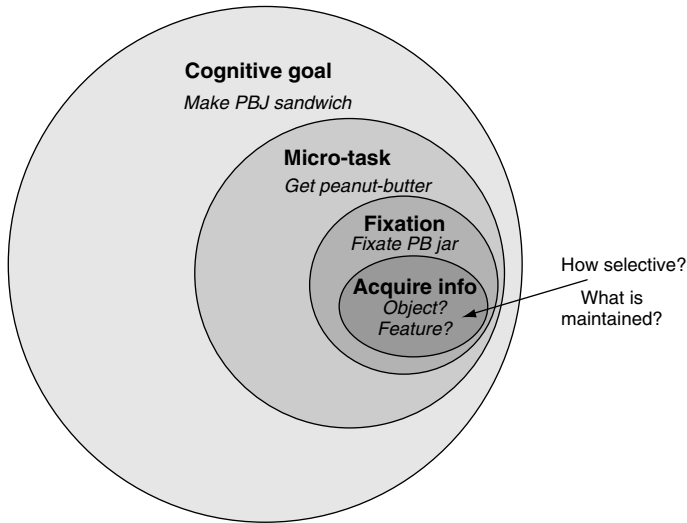 Cognitive goal
Make PBJ sandwich
Micro-task
Get peanut-butter
Fixation
Fixate PB jar
Acquire info
Object?
Feature?
How selective?
What is
maintained?